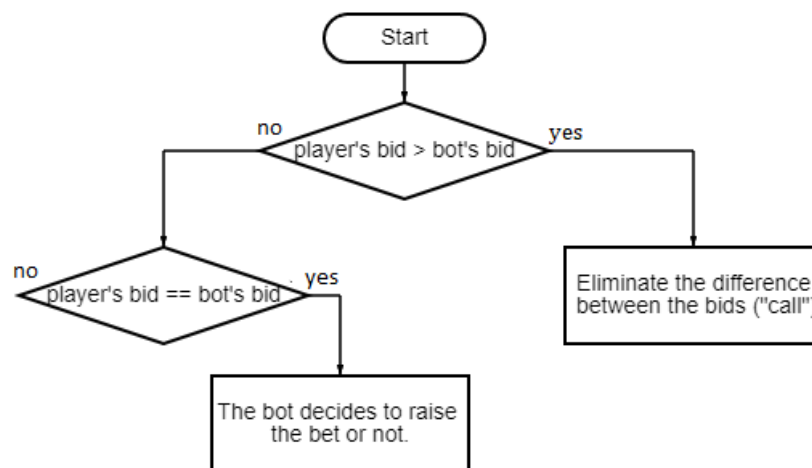 Start
no
player's bid > bot's bid
yes
Eliminate the difference
between the bids ("call")
no
player's bid == bot's bid
yes
The bot decides to raise
the bet or not.